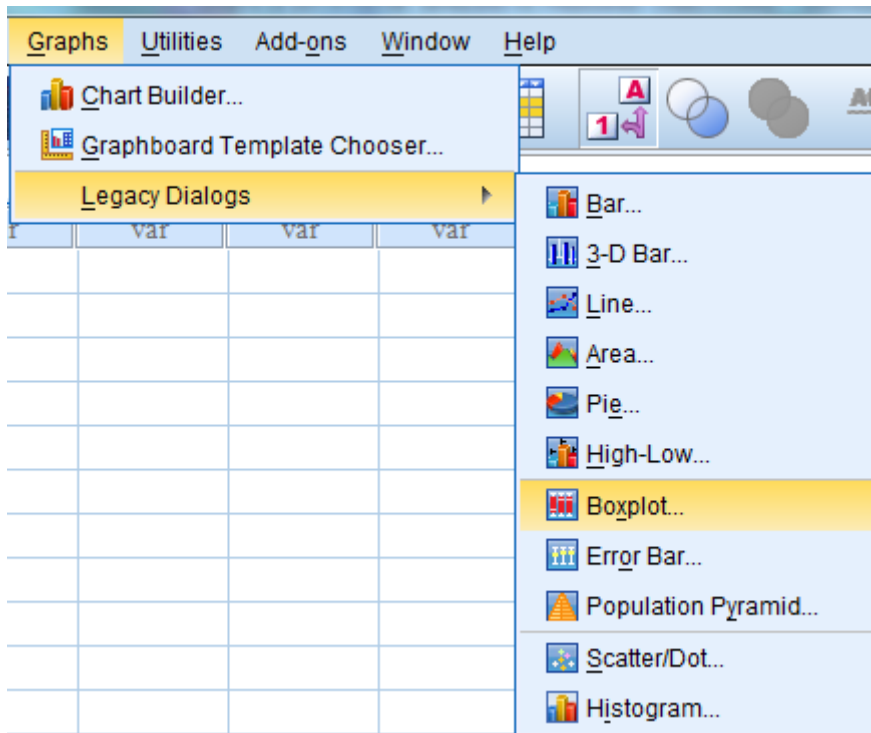 Graphs Utilities Add-ons Window Help
Chart Builder...
Graphboard Template Chooser...
Legacy Dialogs
A
1
var var var
Bar...
3-D Bar...
Line...
Area...
Pie...
High-Low...
Boxplot...
Error Bar...
Population Pyramid...
Scatter/Dot...
Histogram...